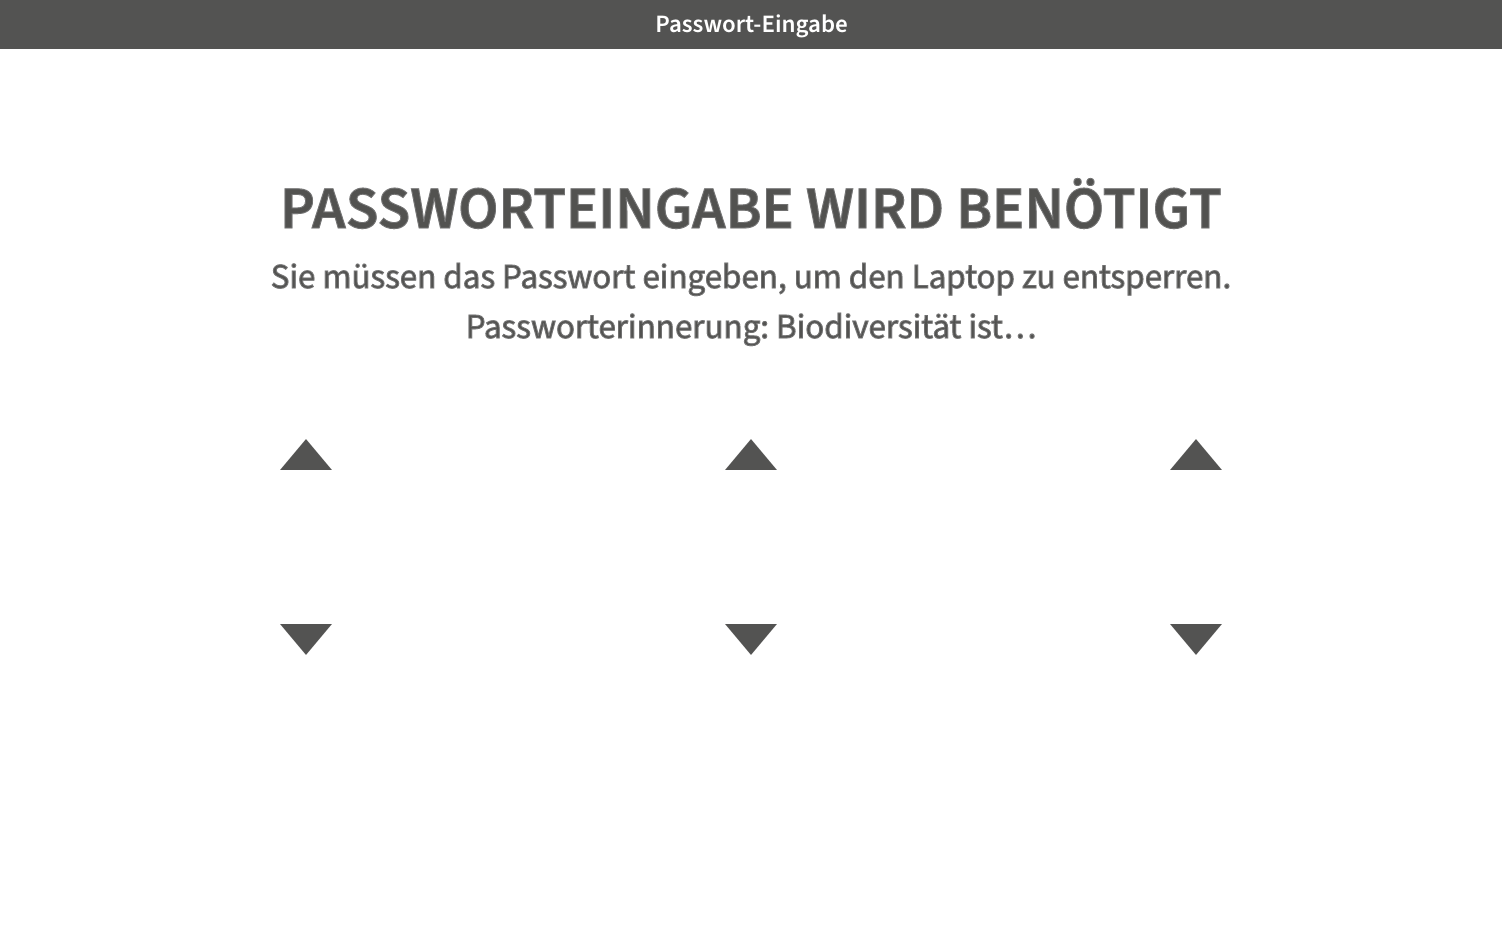 Passwort-Eingabe
PASSWORTEINGABE WIRD BENÖTIGT
Sie müssen das Passwort eingeben, um den Laptop zu entsperren.
Passworterinnerung: Biodiversität ist…